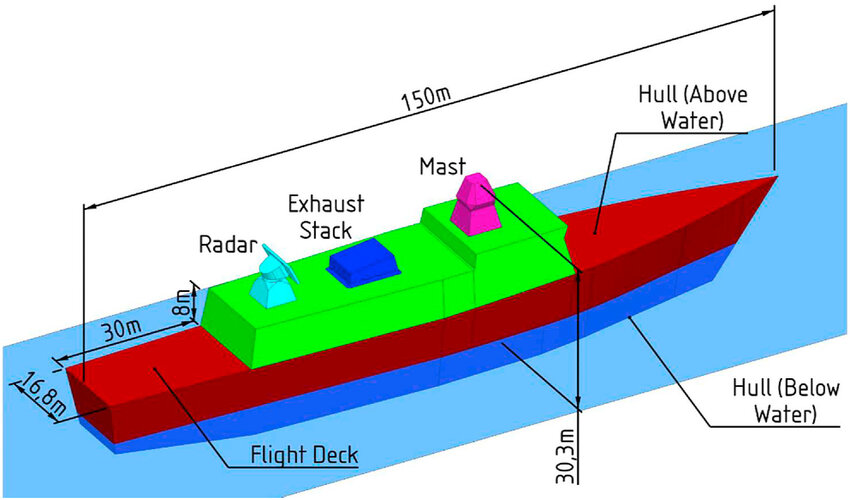 150m
Hull (Above
Water)
Mast
Exhaust
Stack
Radar
8m
30m
16,8m
Hull (Below
Water)
Flight Deck
30,3m